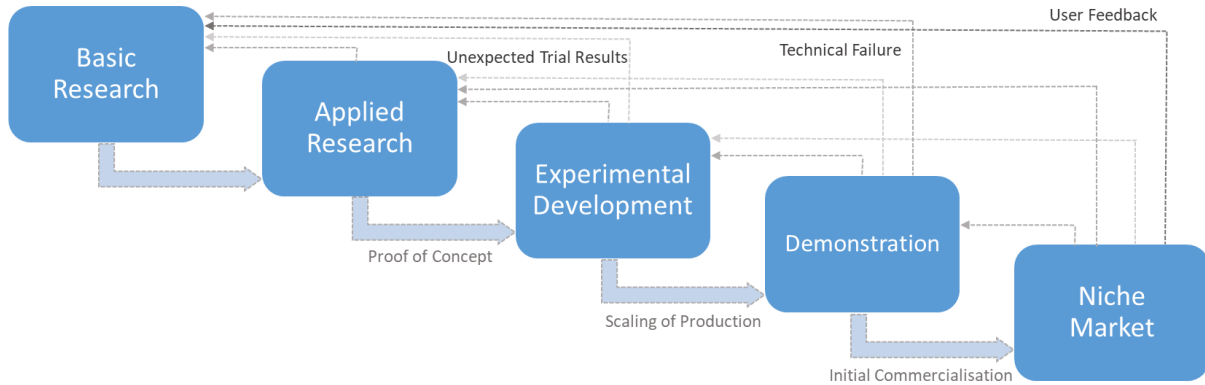 User Feedback
Basic
Research
Unexpected Trial Results
Technical Failure
Applied
Research
Experimental
Development
Proof of Concept
Demonstration
Scaling of Production
Niche
Market
Initial Commercialisation